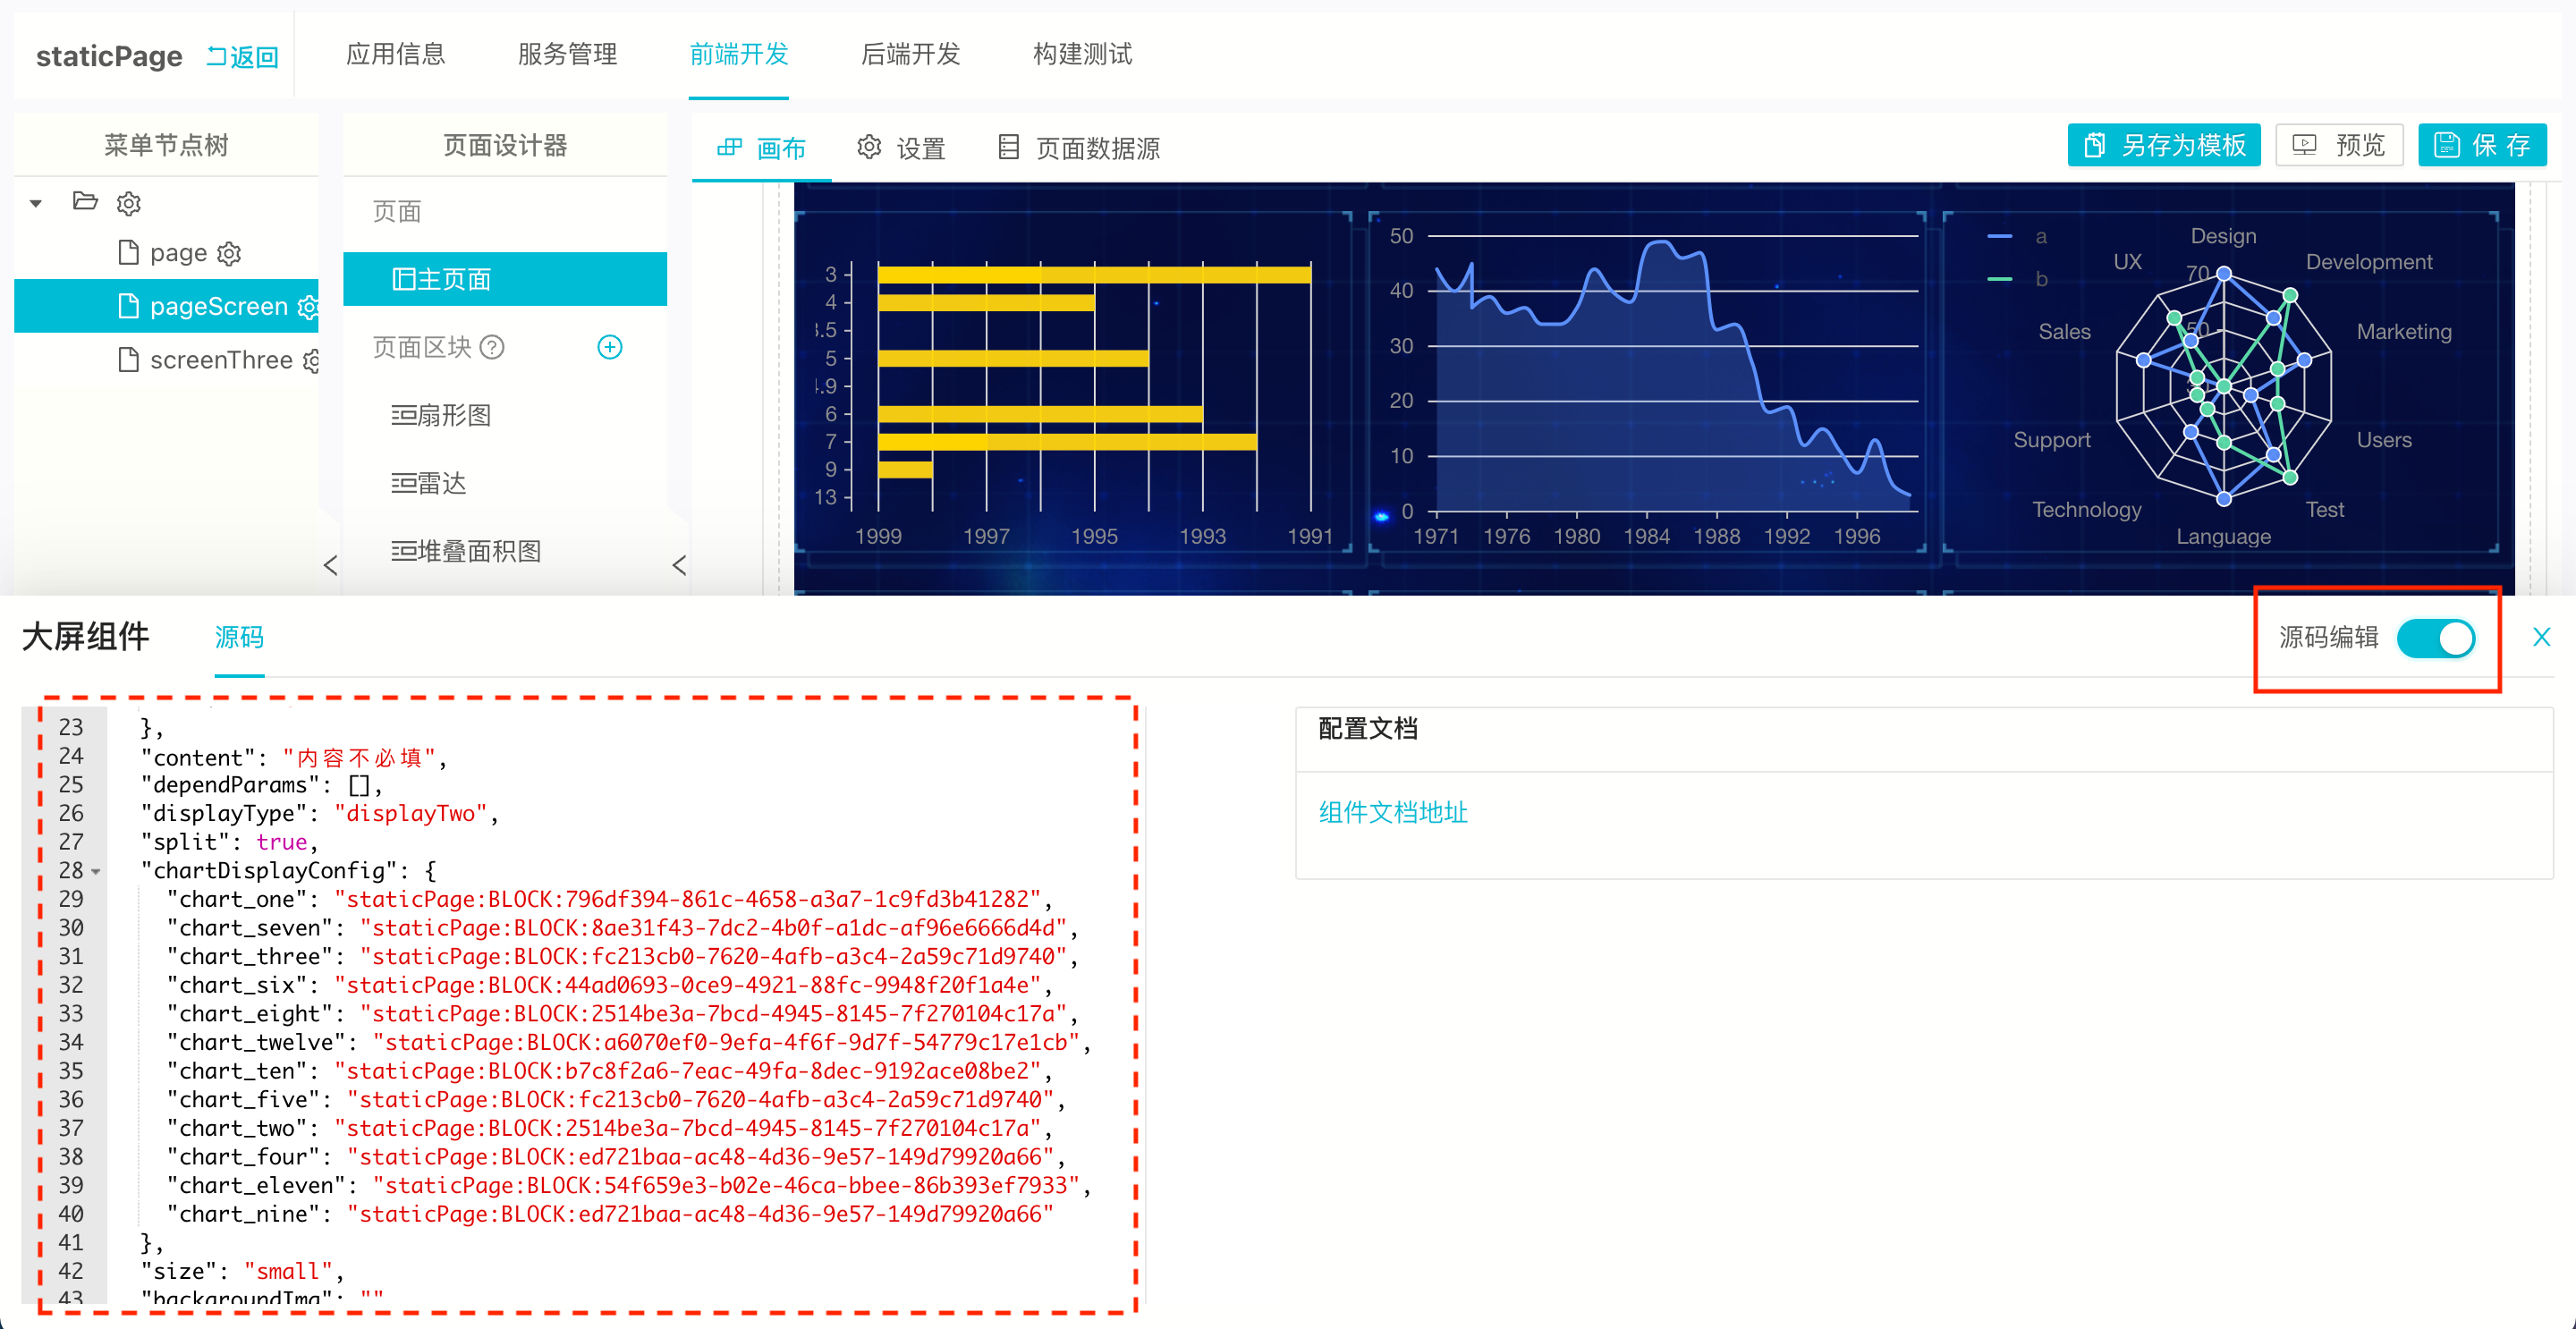 staticPage 返回 应用信息 服务管理 前端开发 后端开发 构建测试
菜单节点树
page
pageScreen
screenThree
页面设计器
页面
主页面
页面区块
扇形图
雷达
堆叠面积图
画布 设置 页面数据源 另存为模板 预览 保 存
3
4
5
6
7
9
13
1999 1997 1995 1993 1991
50
40
30
20
10
0
1971 1976 1980 1984 1988 1992 1996
a
b
Design
UX 70 Development
Sales 50 Marketing
Support Users
Technology Test
Language
大屏组件 源码 源码编辑
23 },
24 "content": "内容不必填",
25 "dependParams": [],
26 "displayType": "displayTwo",
27 "split": true,
28 "chartDisplayConfig": {
29 "chart_one": "staticPage:BLOCK:796df394-861c-4658-a3a7-1c9fd3b41282",
30 "chart_seven": "staticPage:BLOCK:8ae31f43-7dc2-4b0f-a1dc-af96e6666d4d",
31 "chart_three": "staticPage:BLOCK:fc213cb0-7620-4afb-a3c4-2a59c71d9740",
32 "chart_six": "staticPage:BLOCK:44ad0693-0ce9-4921-88fc-9948f20f1a4e",
33 "chart_eight": "staticPage:BLOCK:2514be3a-7bcd-4945-8145-7f270104c17a",
34 "chart_twelve": "staticPage:BLOCK:a6070ef0-9efa-4f6f-9d7f-54779c17e1cb",
35 "chart_ten": "staticPage:BLOCK:b7c8f2a6-7eac-49fa-8dec-9192ace08be2",
36 "chart_five": "staticPage:BLOCK:fc213cb0-7620-4afb-a3c4-2a59c71d9740",
37 "chart_two": "staticPage:BLOCK:2514be3a-7bcd-4945-8145-7f270104c17a",
38 "chart_four": "staticPage:BLOCK:ed721baa-ac48-4d36-9e57-149d79920a66",
39 "chart_eleven": "staticPage:BLOCK:54f659e3-b02e-46ca-bbee-86b393ef7933",
40 "chart_nine": "staticPage:BLOCK:ed721baa-ac48-4d36-9e57-149d79920a66"
41 },
42 "size": "small",
43 "backgroundImg": ""
配置文档
组件文档地址